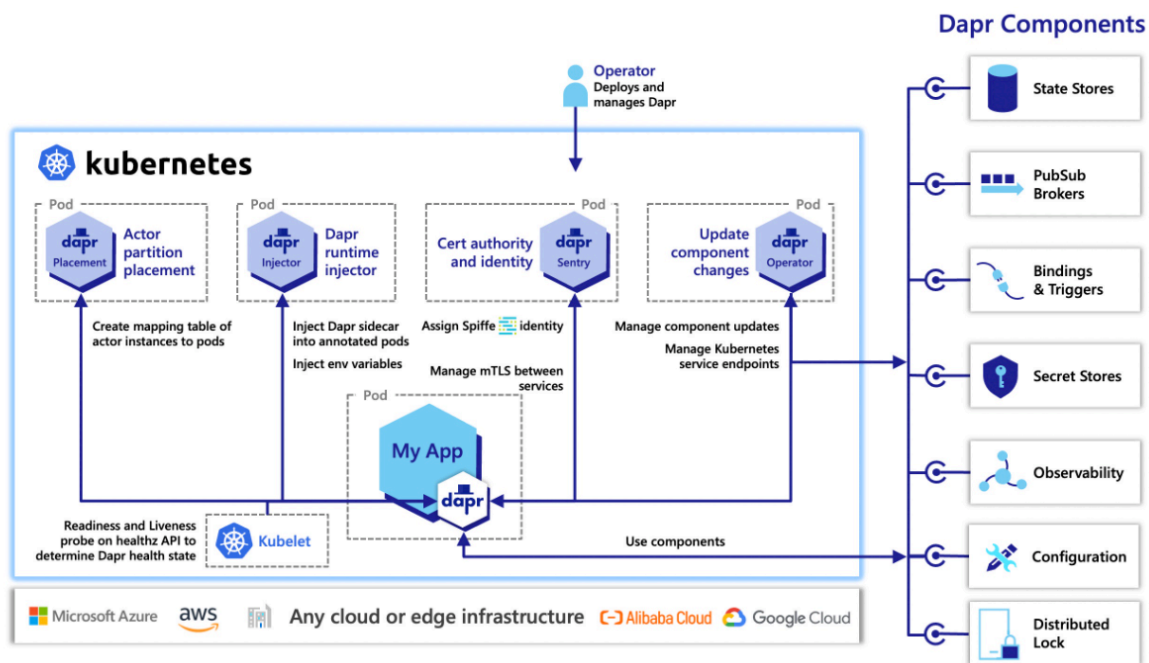 Dapr Components
Operator
Deploys and
manages Dapr
State Stores
kubernetes
PubSub
Brokers
Pod
dapr
Placement
Actor
partition
placement
Pod
dapr
Injector
Dapr
runtime
injector
Pod
Cert authority
and identity
dapr
Sentry
Pod
Update
component
changes
dapr
Operator
Bindings
& Triggers
Create mapping table of
actor instances to pods
Inject Dapr sidecar
into annotated pods
Inject env variables
Assign Spiffe identity
Manage mTLS between
services
Manage component updates
Manage Kubernetes
service endpoints
Secret Stores
Pod
My App
dapr
Observability
Readiness and Liveness
probe on healthz API to
determine Dapr health state
Kubelet
Use components
Configuration
Microsoft Azure
aws
Any cloud or edge infrastructure
Alibaba Cloud
Google Cloud
Distributed
Lock